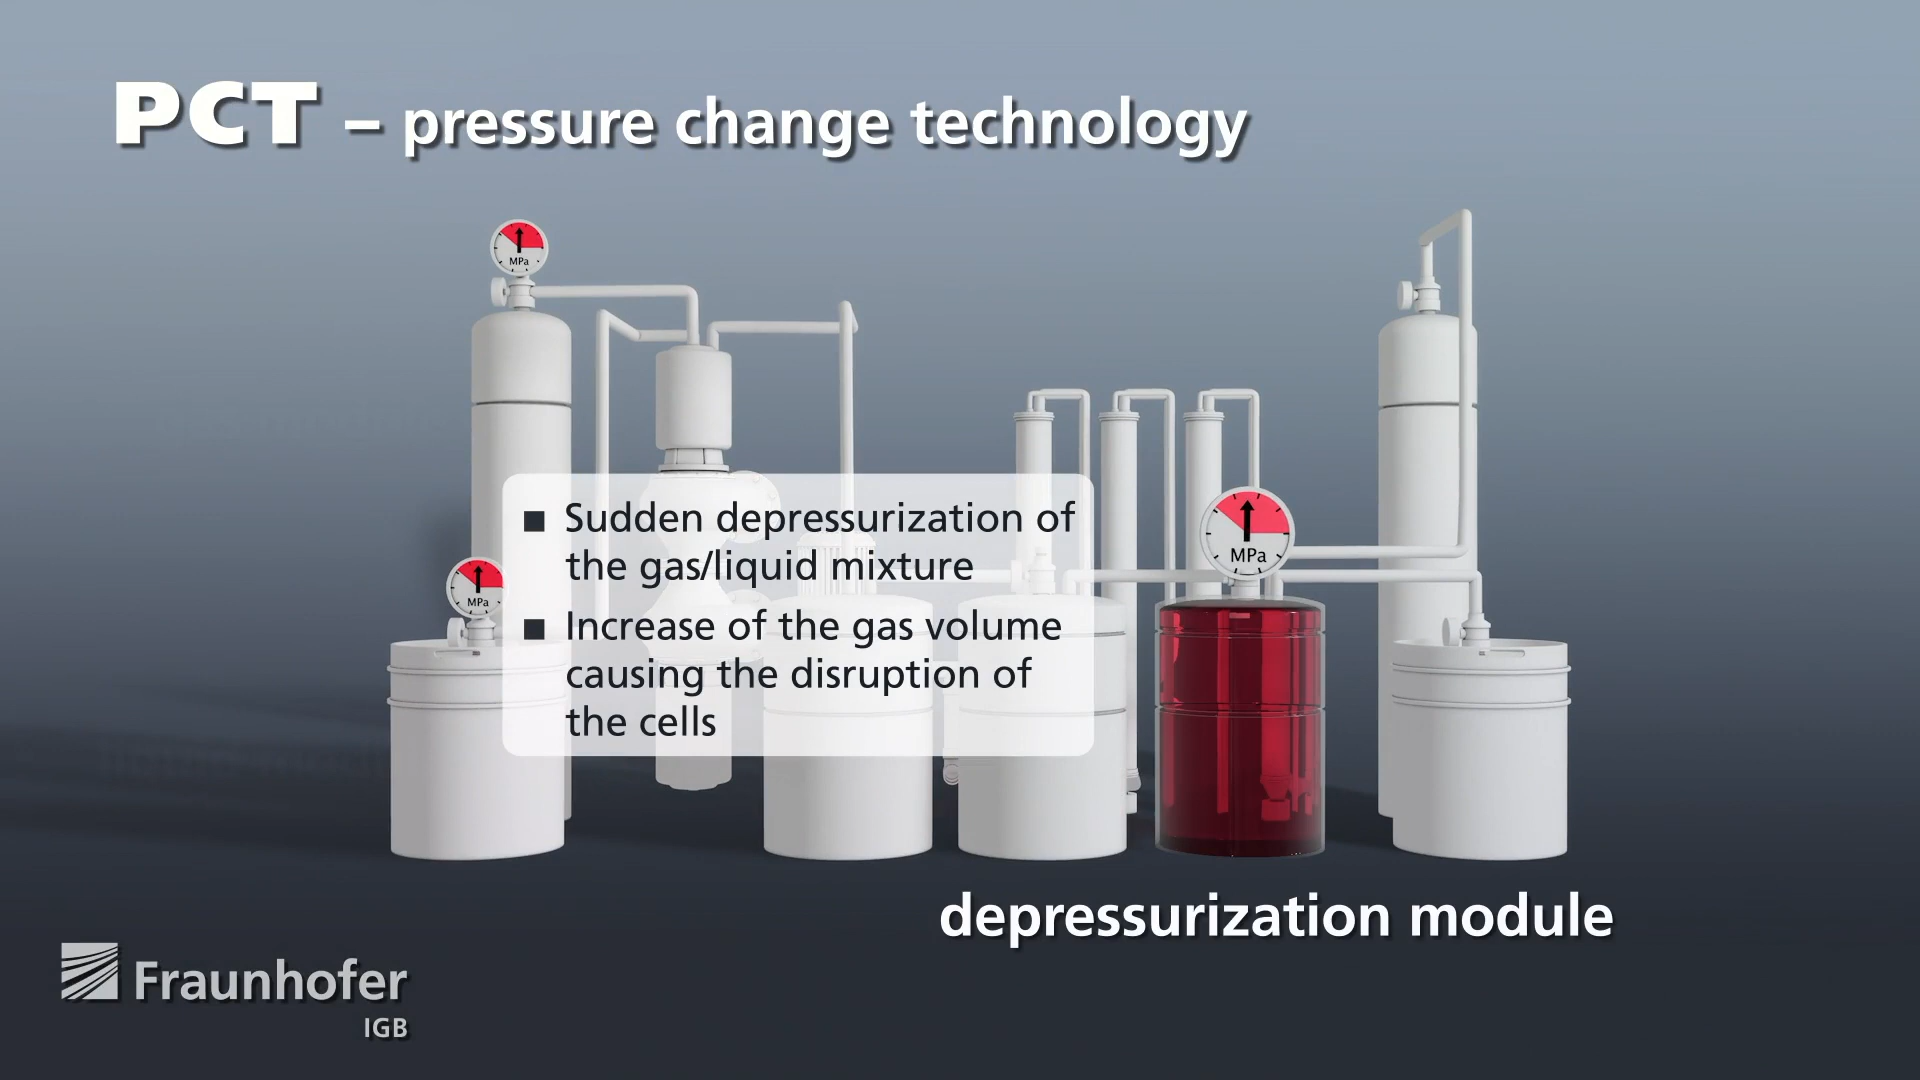 PCT – pressure change technology
MPa
MPa
MPa
■ Sudden depressurization of
the gas/liquid mixture
■ Increase of the gas volume
causing the disruption of
the cells
depressurization module
Fraunhofer
IGB